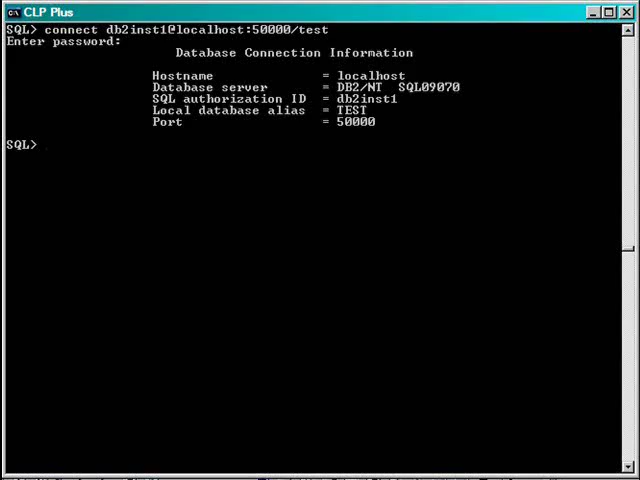 CLP Plus
SQL> connect db2inst1@localhost:50000/test
Enter password:
Database Connection Information
Hostname = localhost
Database server = DB2/NT SQL09070
SQL authorization ID = db2inst1
Local database alias = TEST
Port = 50000
SQL>